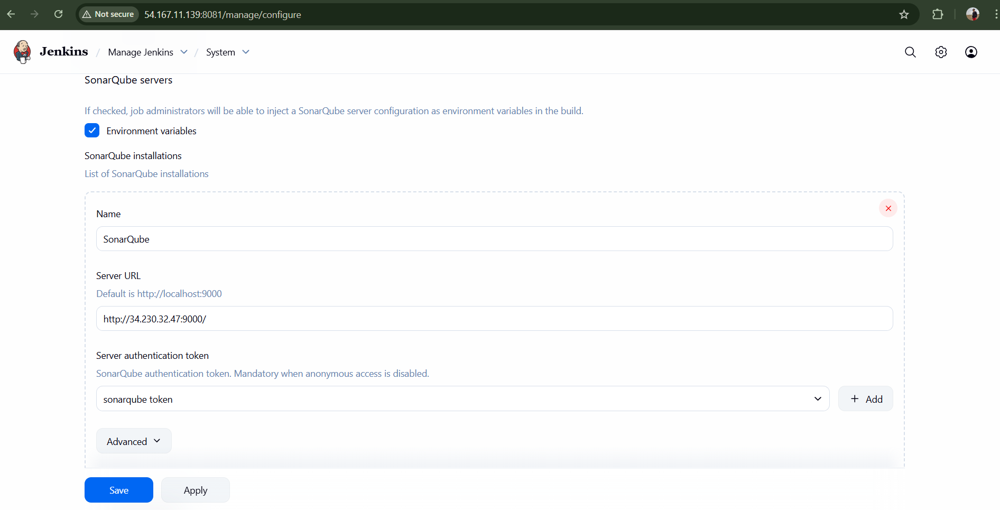 Not secure 54.167.11.139:8081/manage/configure
Jenkins / Manage Jenkins / System
SonarQube servers
If checked, job administrators will be able to inject a SonarQube server configuration as environment variables in the build.
Environment variables
SonarQube installations
List of SonarQube installations
Name
SonarQube
Server URL
Default is http://localhost:9000
http://34.230.32.47:9000/
Server authentication token
SonarQube authentication token. Mandatory when anonymous access is disabled.
sonarqube token
+ Add
Advanced
Save Apply